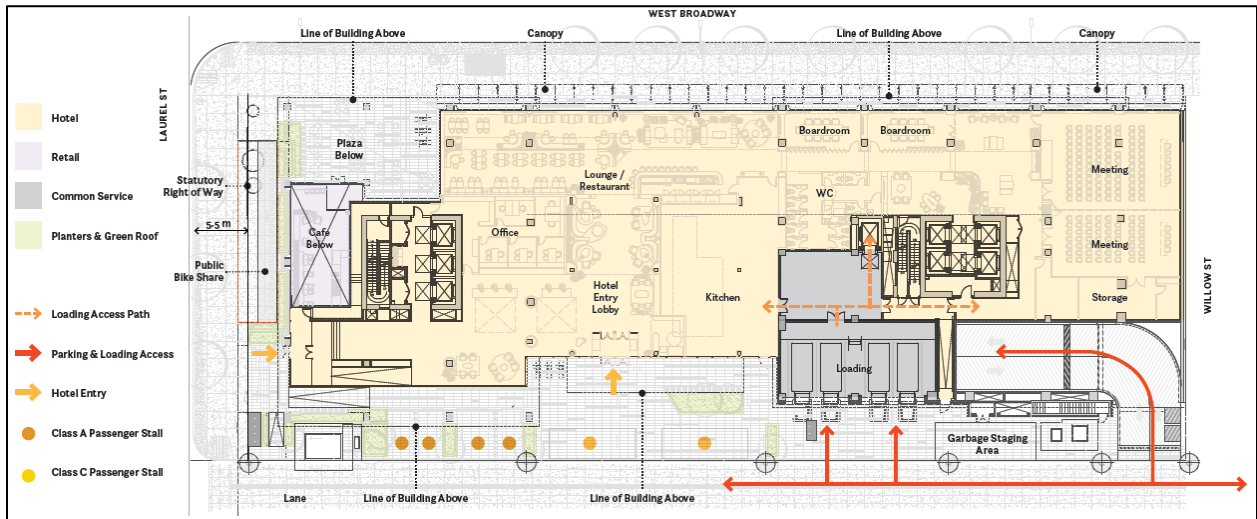 WEST BROADWAY
Line of Building Above
Canopy
Line of Building Above
Canopy
LAUREL ST
Hotel
Retail
Common Service
Planters & Green Roof
Statutory
Right of Way
5-5 m
Public
Bike Share
Loading Access Path
Parking & Loading Access
Hotel Entry
Class A Passenger Stall
Class C Passenger Stall
Plaza
Below
Cafe
Below
Office
Lounge /
Restaurant
Boardroom
Boardroom
WC
Meeting
Meeting
Storage
Hotel
Entry
Lobby
Kitchen
Loading
WILLOW ST
Garbage Staging
Area
Lane
Line of Building Above
Line of Building Above